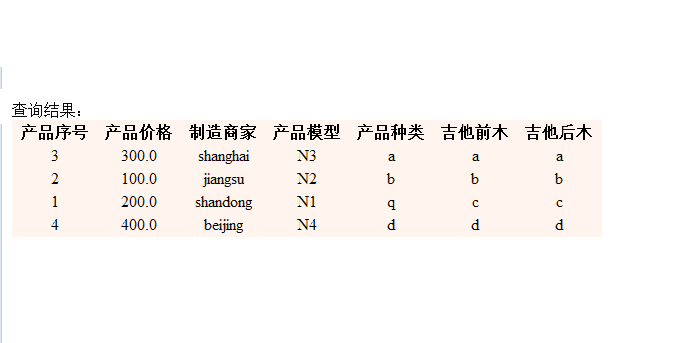 查询结果：
产品序号 产品价格 制造商家 产品模型 产品种类 吉他前木 吉他后木
3 300.0 shanghai N3 a a a
2 100.0 jiangsu N2 b b b
1 200.0 shandong N1 q c c
4 400.0 beijing N4 d d d